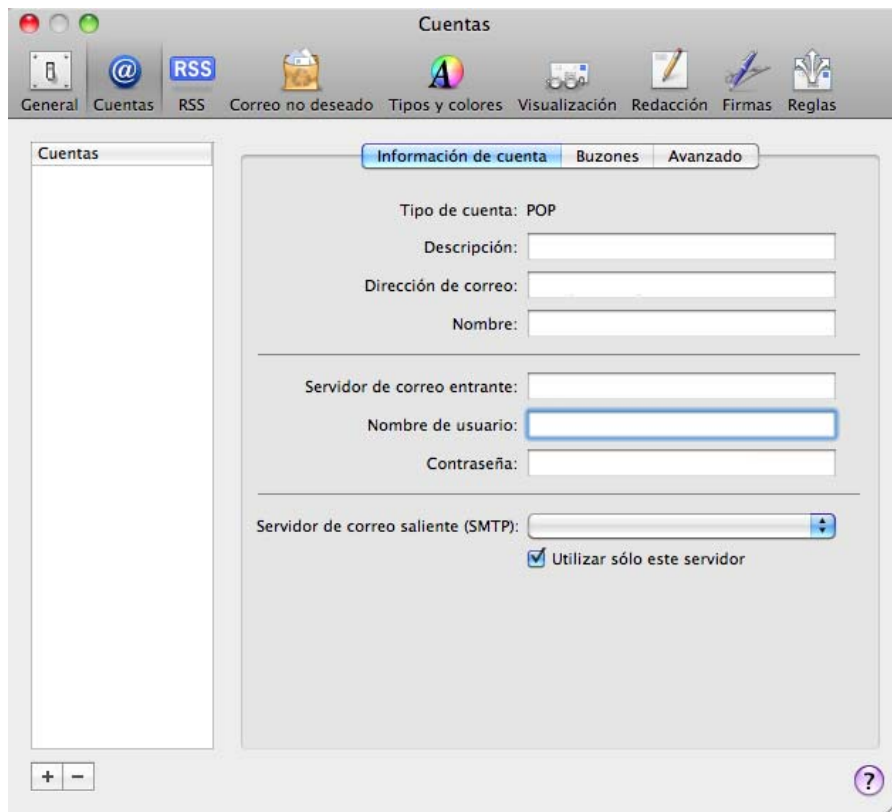 Cuentas
RSS
General Cuentas RSS Correo no deseado Tipos y colores Visualización Redacción Firmas Reglas
Cuentas
Información de cuenta Buzones Avanzado
Tipo de cuenta: POP
Descripción:
Dirección de correo:
Nombre:
Servidor de correo entrante:
Nombre de usuario:
Contraseña:
Servidor de correo saliente (SMTP):
Utilizar sólo este servidor
+ − ?